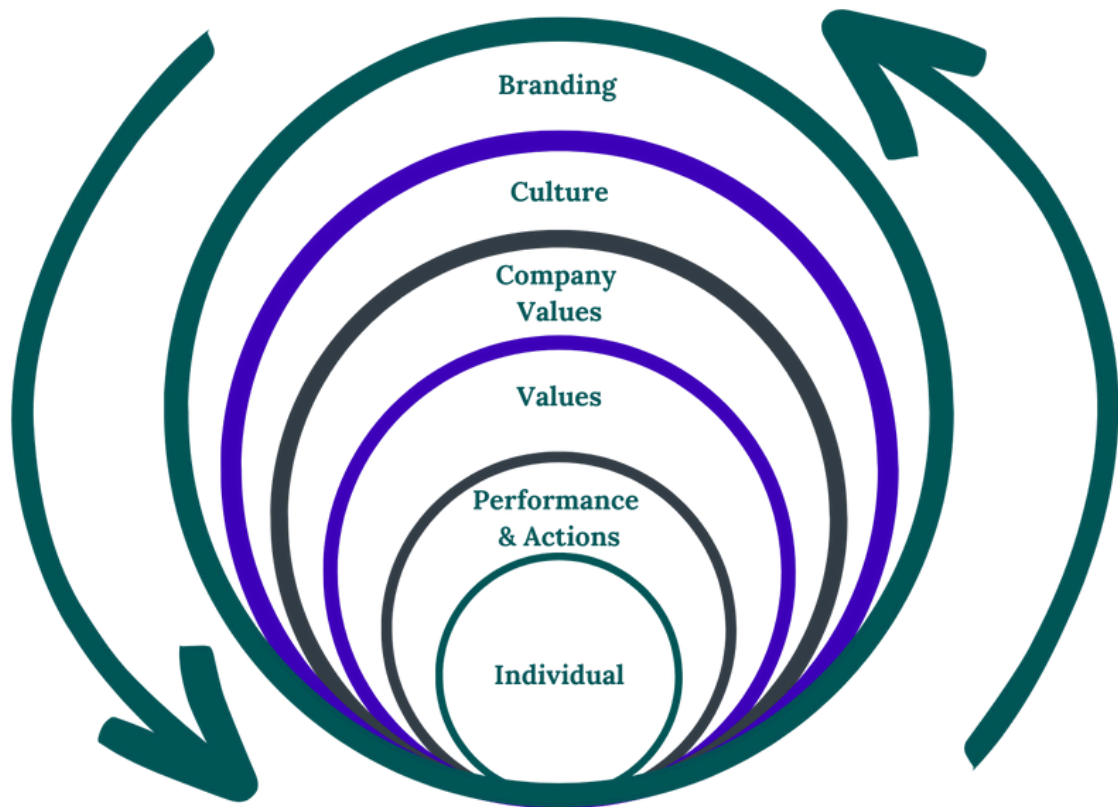 Branding
Culture
Company
Values
Values
Performance
& Actions
Individual